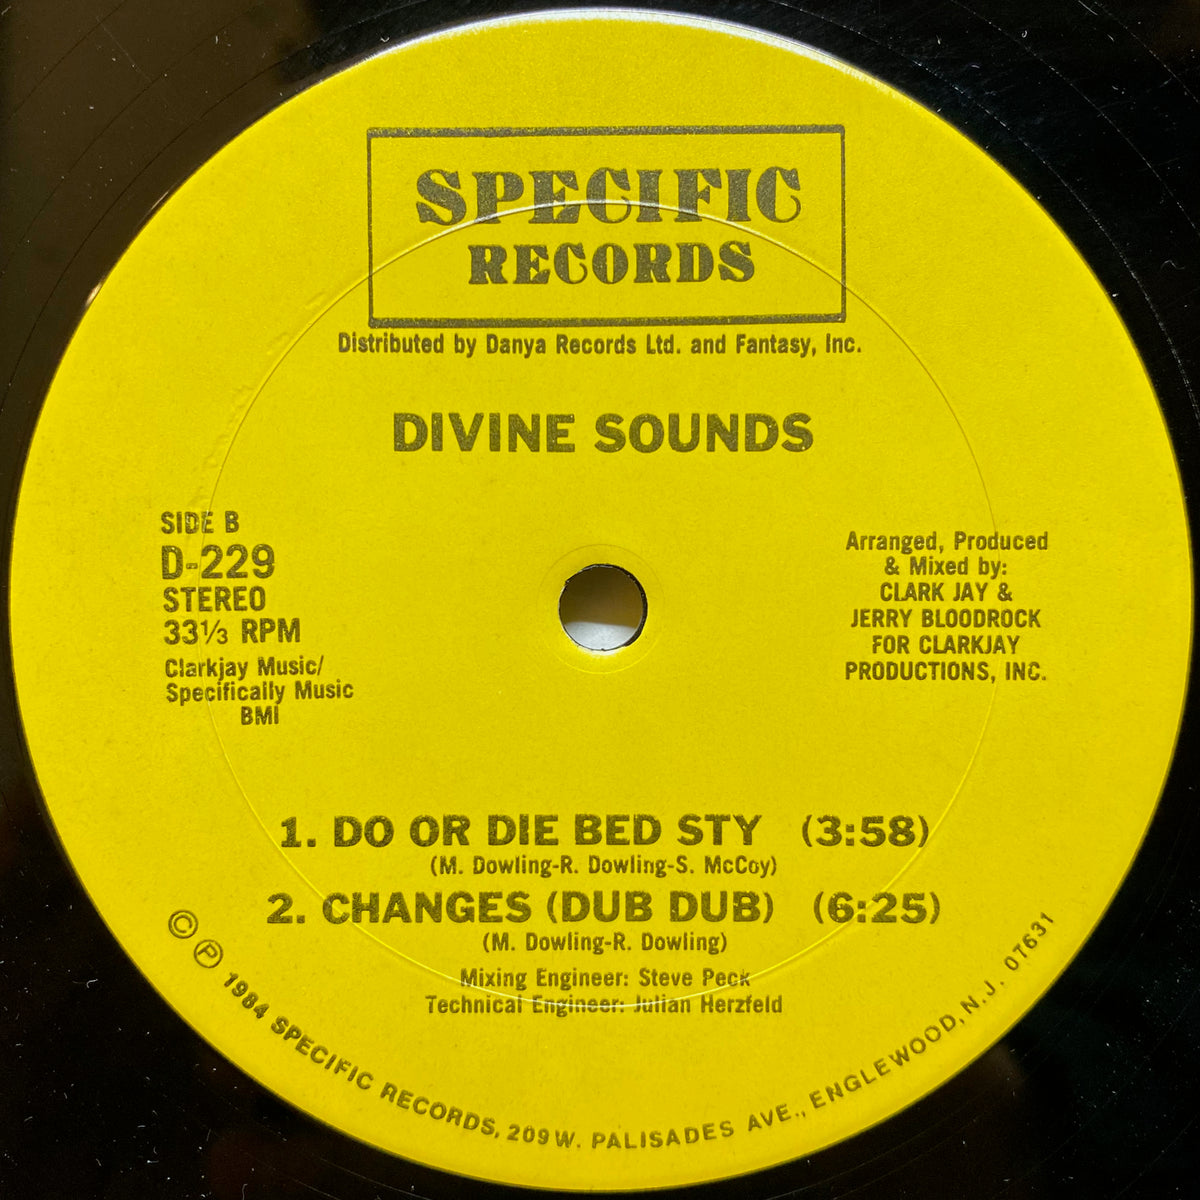 SPECIFIC
RECORDS
Distributed by Danya Records Ltd. and Fantasy, Inc.
DIVINE SOUNDS
SIDE B
D-229
STEREO
33⅓ RPM
Clarkjay Music/
Specifically Music
BMI
Arranged, Produced
& Mixed by:
CLARK JAY &
JERRY BLOODROCK
FOR CLARKJAY
PRODUCTIONS, INC.
1. DO OR DIE BED STY (3:58)
(M. Dowling-R. Dowling-S. McCoy)
2. CHANGES (DUB DUB) (6:25)
(M. Dowling-R. Dowling)
Mixing Engineer: Steve Peck
Technical Engineer: Julian Herzfeld
© ℗ 1984 SPECIFIC RECORDS, 209 W. PALISADES AVE., ENGLEWOOD, N.J. 07631